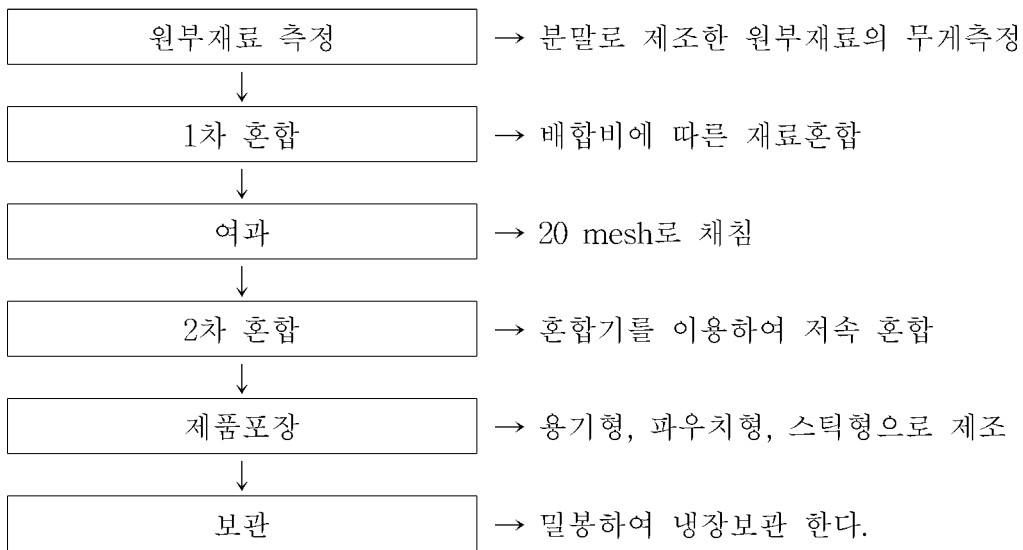 원부재료 측정 → 분말로 제조한 원부재료의 무게측정
↓
1차 혼합 → 배합비에 따른 재료혼합
↓
여과 → 20 mesh로 채침
↓
2차 혼합 → 혼합기를 이용하여 저속 혼합
↓
제품포장 → 용기형, 파우치형, 스틱형으로 제조
↓
보관 → 밀봉하여 냉장보관 한다.